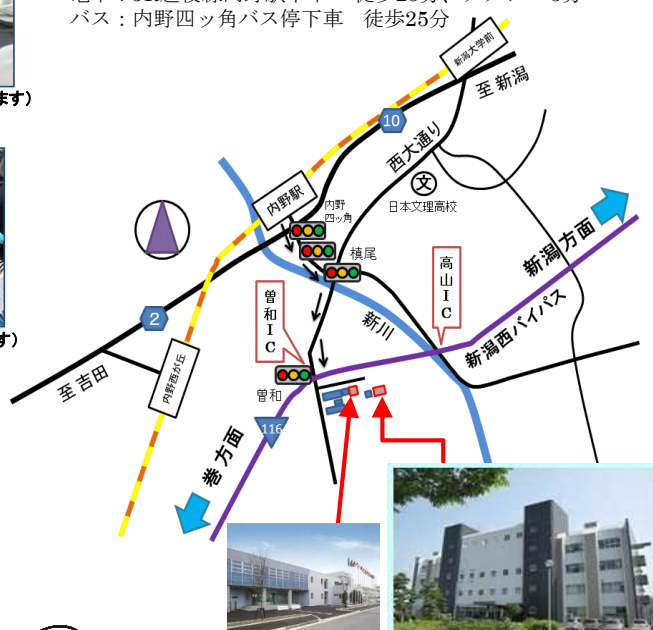 バス：内野四ッ角バス停下車　徒歩25分
ます）
す）
新潟大学前
至新潟
10
西大通り
文
日本文理高校
内野駅
内野
四ッ角
槙尾
新潟方面
高山ＩＣ
曽和ＩＣ
新川
新潟西バイパス
2
至吉田
内野西が丘
曽和
116
巻方面